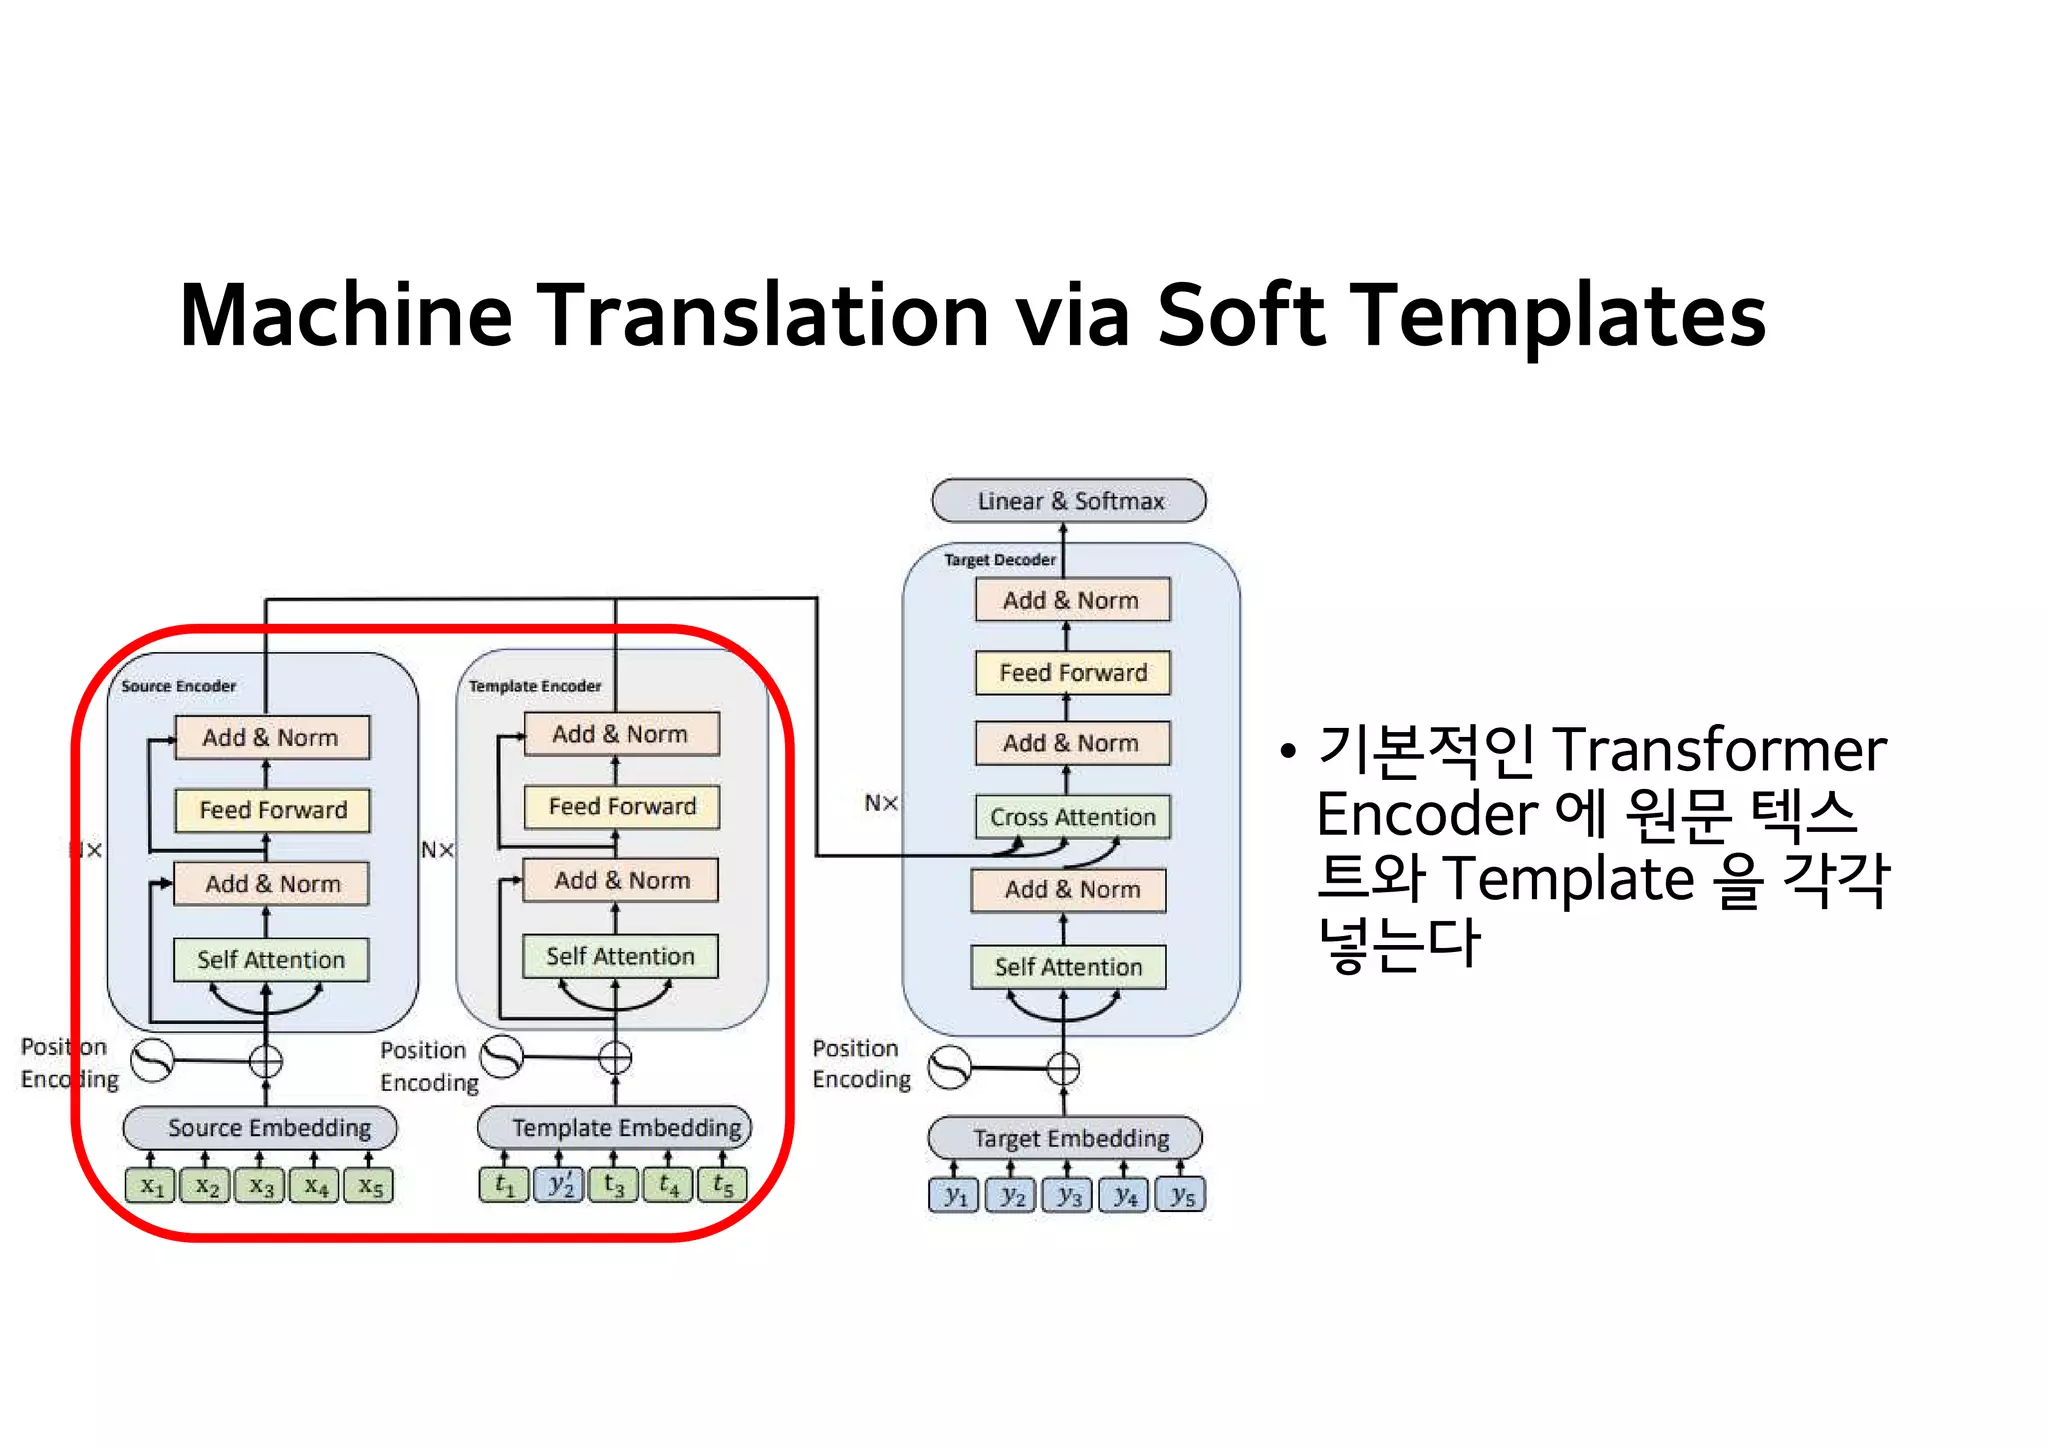 Machine Translation via Soft Templates
Linear & Softmax
Target Decoder
Add & Norm
Feed Forward
Add & Norm
N×
Cross Attention
Add & Norm
Self Attention
Position
Encoding
Target Embedding
y1 y2 y3 y4 y5
Source Encoder
Add & Norm
Feed Forward
N×
Add & Norm
Self Attention
Position
Encoding
Source Embedding
x1 x2 x3 x4 x5
Template Encoder
Add & Norm
Feed Forward
N×
Add & Norm
Self Attention
Position
Encoding
Template Embedding
t1 y′2 t3 t4 t5
• 기본적인 Transformer
Encoder 에 원문 텍스
트와 Template 을 각각
넣는다